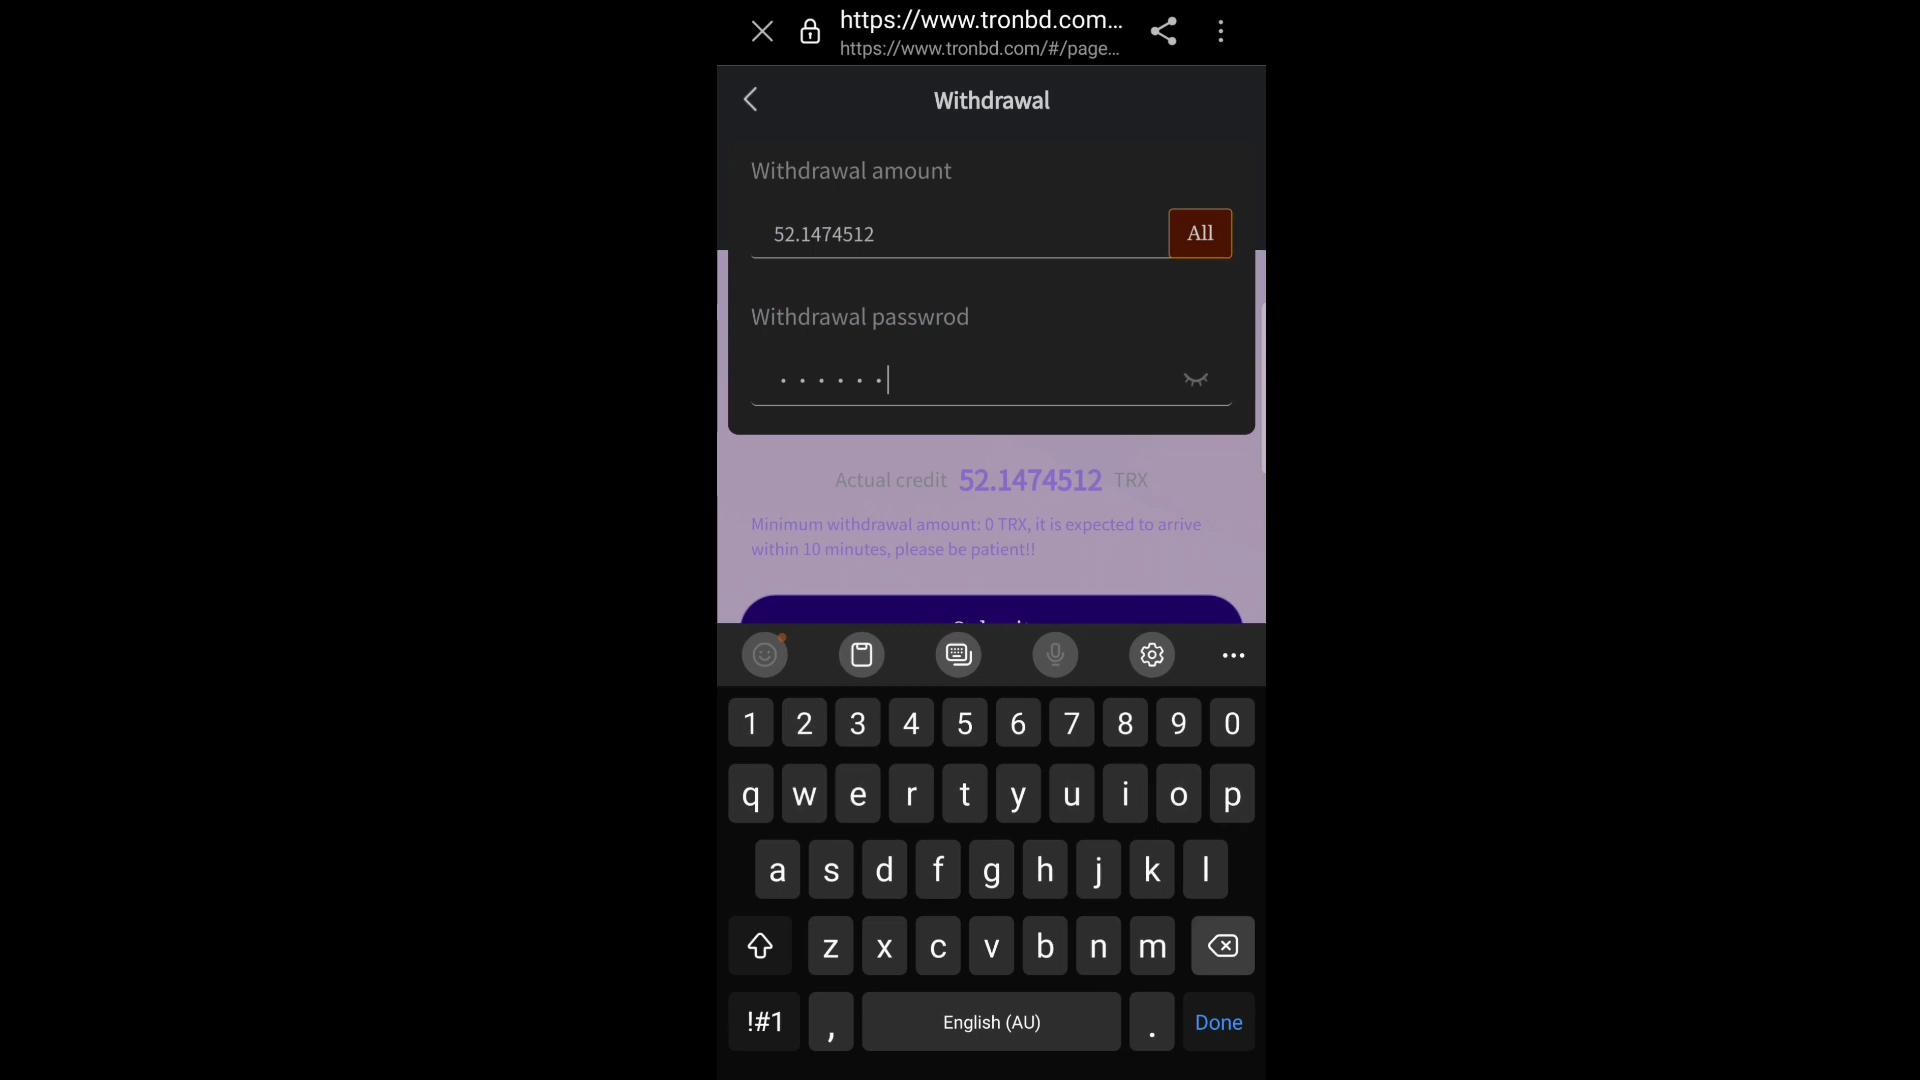 https://www.tronbd.com...
https://www.tronbd.com/#/page...
Withdrawal
Withdrawal amount
52.1474512 All
Withdrawal passwrod
Actual credit 52.1474512 TRX
Minimum withdrawal amount: 0 TRX, it is expected to arrive
within 10 minutes, please be patient!!
1 2 3 4 5 6 7 8 9 0
q w e r t y u i o p
a s d f g h j k l
z x c v b n m
!#1 , English (AU) . Done